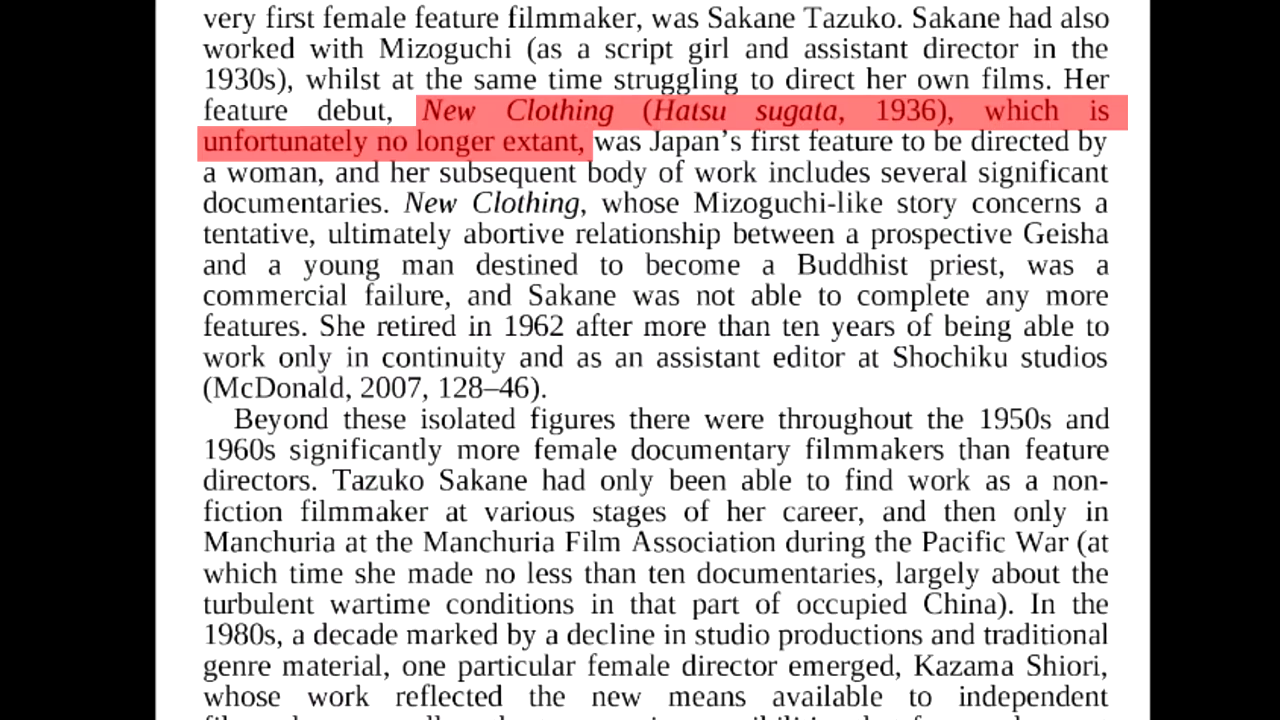 very first female feature filmmaker, was Sakane Tazuko. Sakane had also
worked with Mizoguchi (as a script girl and assistant director in the
1930s), whilst at the same time struggling to direct her own films. Her
feature debut, New Clothing (Hatsu sugata, 1936), which is
unfortunately no longer extant, was Japan’s first feature to be directed by
a woman, and her subsequent body of work includes several significant
documentaries. New Clothing, whose Mizoguchi-like story concerns a
tentative, ultimately abortive relationship between a prospective Geisha
and a young man destined to become a Buddhist priest, was a
commercial failure, and Sakane was not able to complete any more
features. She retired in 1962 after more than ten years of being able to
work only in continuity and as an assistant editor at Shochiku studios
(McDonald, 2007, 128–46).
Beyond these isolated figures there were throughout the 1950s and
1960s significantly more female documentary filmmakers than feature
directors. Tazuko Sakane had only been able to find work as a non-
fiction filmmaker at various stages of her career, and then only in
Manchuria at the Manchuria Film Association during the Pacific War (at
which time she made no less than ten documentaries, largely about the
turbulent wartime conditions in that part of occupied China). In the
1980s, a decade marked by a decline in studio productions and traditional
genre material, one particular female director emerged, Kazama Shiori,
whose work reflected the new means available to independent